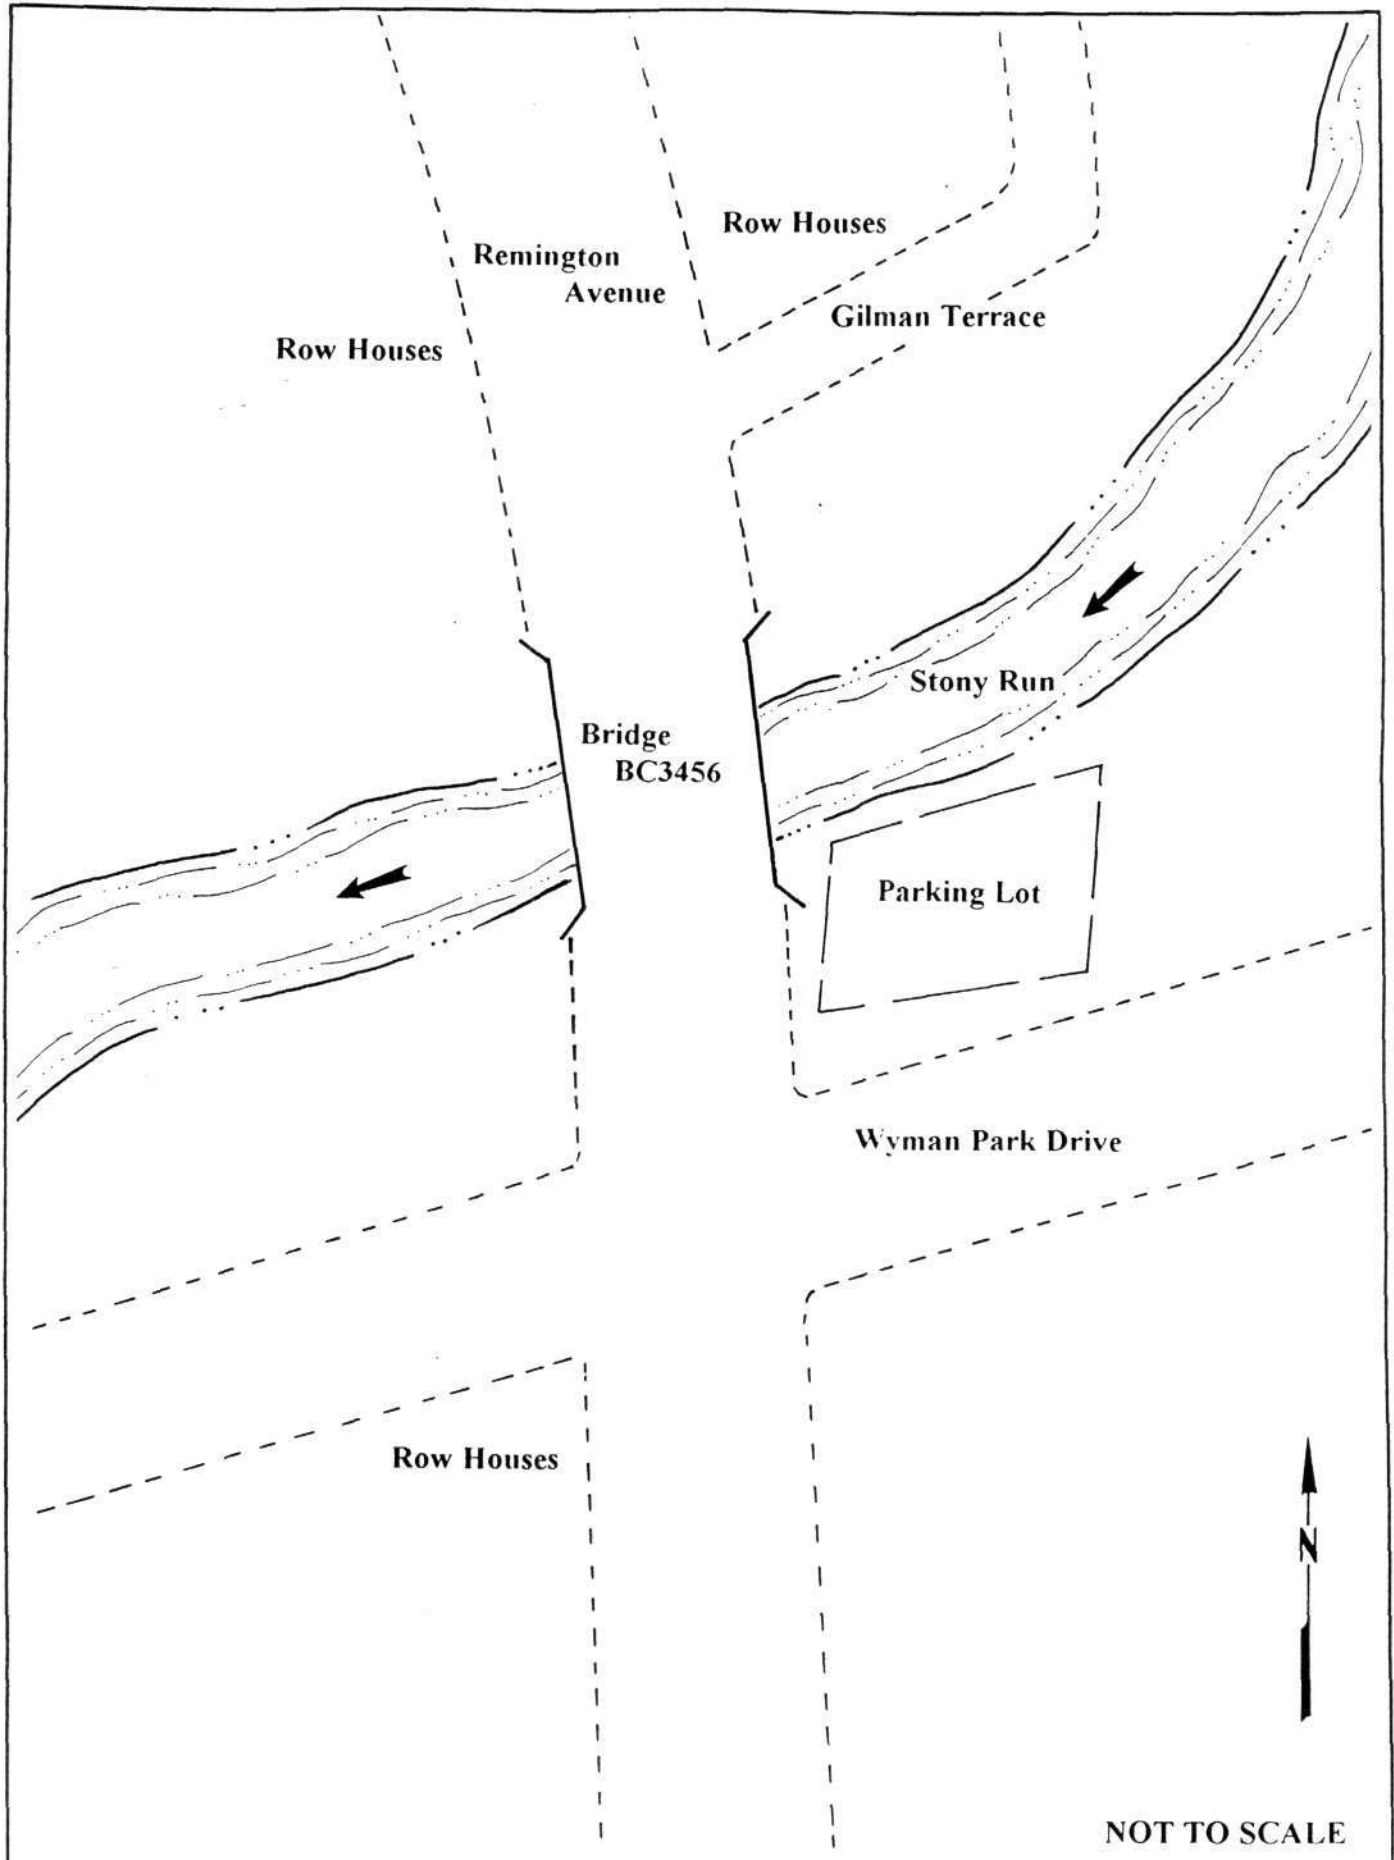 Row Houses
Remington
Avenue
Gilman Terrace
Row Houses
Stony Run
Bridge
BC3456
Parking Lot
Wyman Park Drive
Row Houses
N
NOT TO SCALE